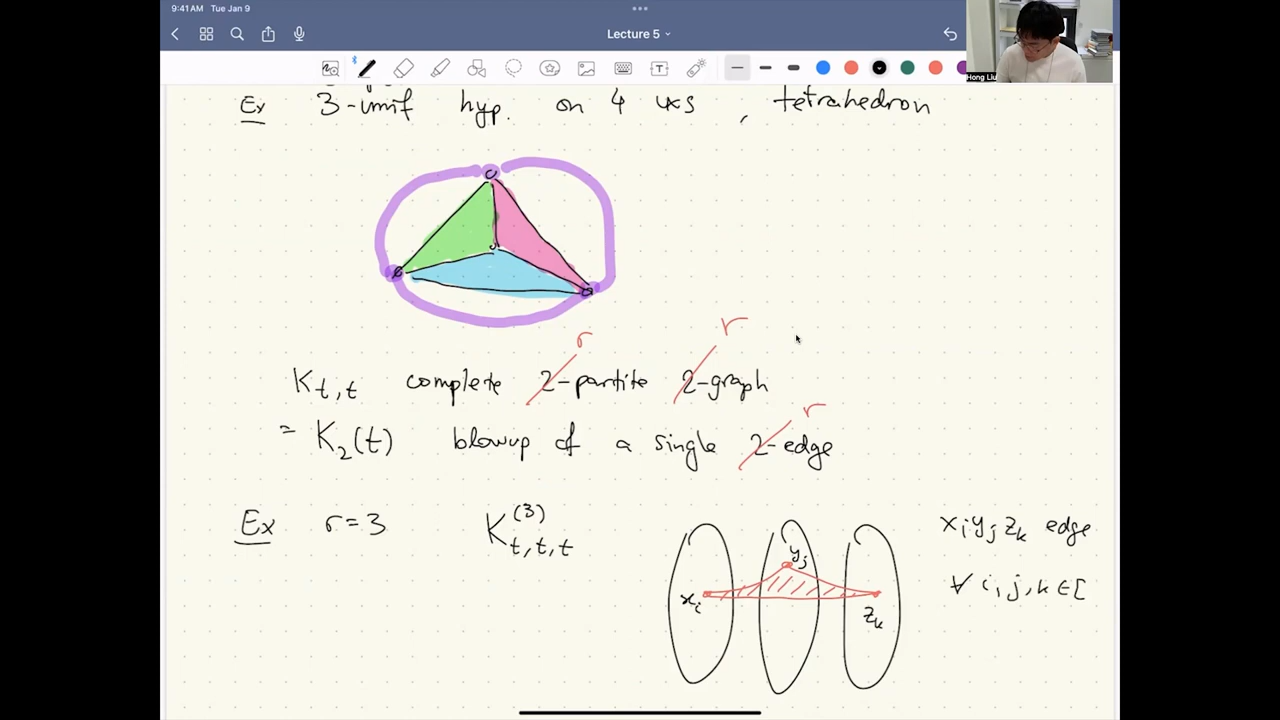 9:41 AM Tue Jan 9
Lecture 5
Hong Liu
Ex 3-unif hyp. on 4 vxs, tetrahedron
K_{t,t} complete 2-partite 2-graph
r r
= K_2(t) blowup of a single 2-edge
r
Ex r=3 K^{(3)}_{t,t,t}
x_i y_j z_k edge
∀ i, j, k ∈ [
x_i y_j z_k